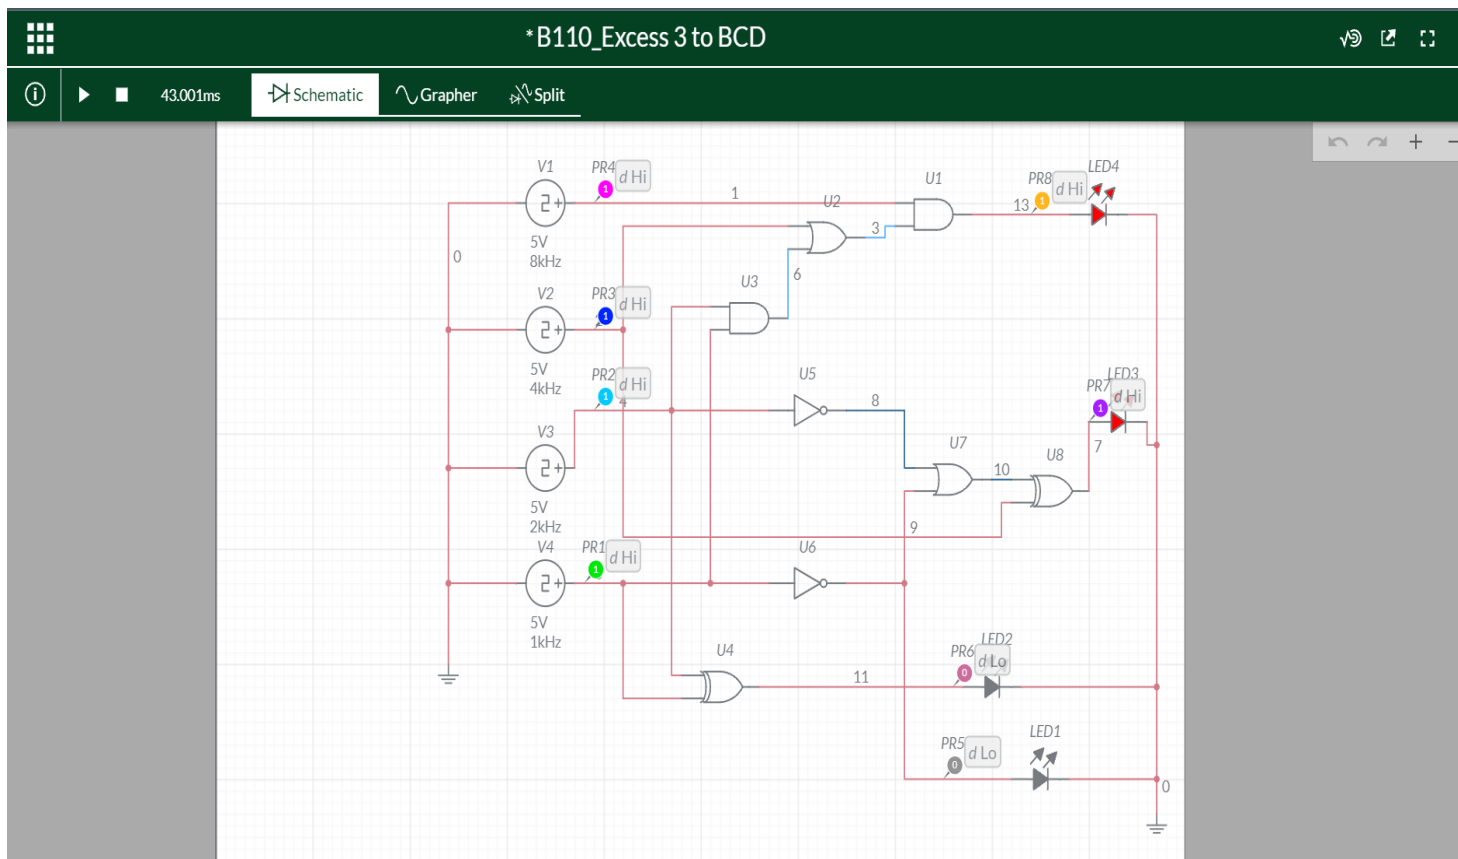 *B110_Excess 3 to BCD
43.001ms
Schematic
Grapher
Split
V1
PR4
1
d Hi
1
5V
8kHz
0
U2
U1
3
6
PR8
1
d Hi
13
LED4
V2
PR3
1
d Hi
5V
4kHz
U3
PR2
1
d Hi
4
V3
5V
2kHz
U5
8
U7
10
U8
9
LED3
PR7
1
d Hi
7
V4
PR1
1
d Hi
5V
1kHz
U6
U4
11
LED2
PR6
0
d Lo
LED1
PR5
0
d Lo
0